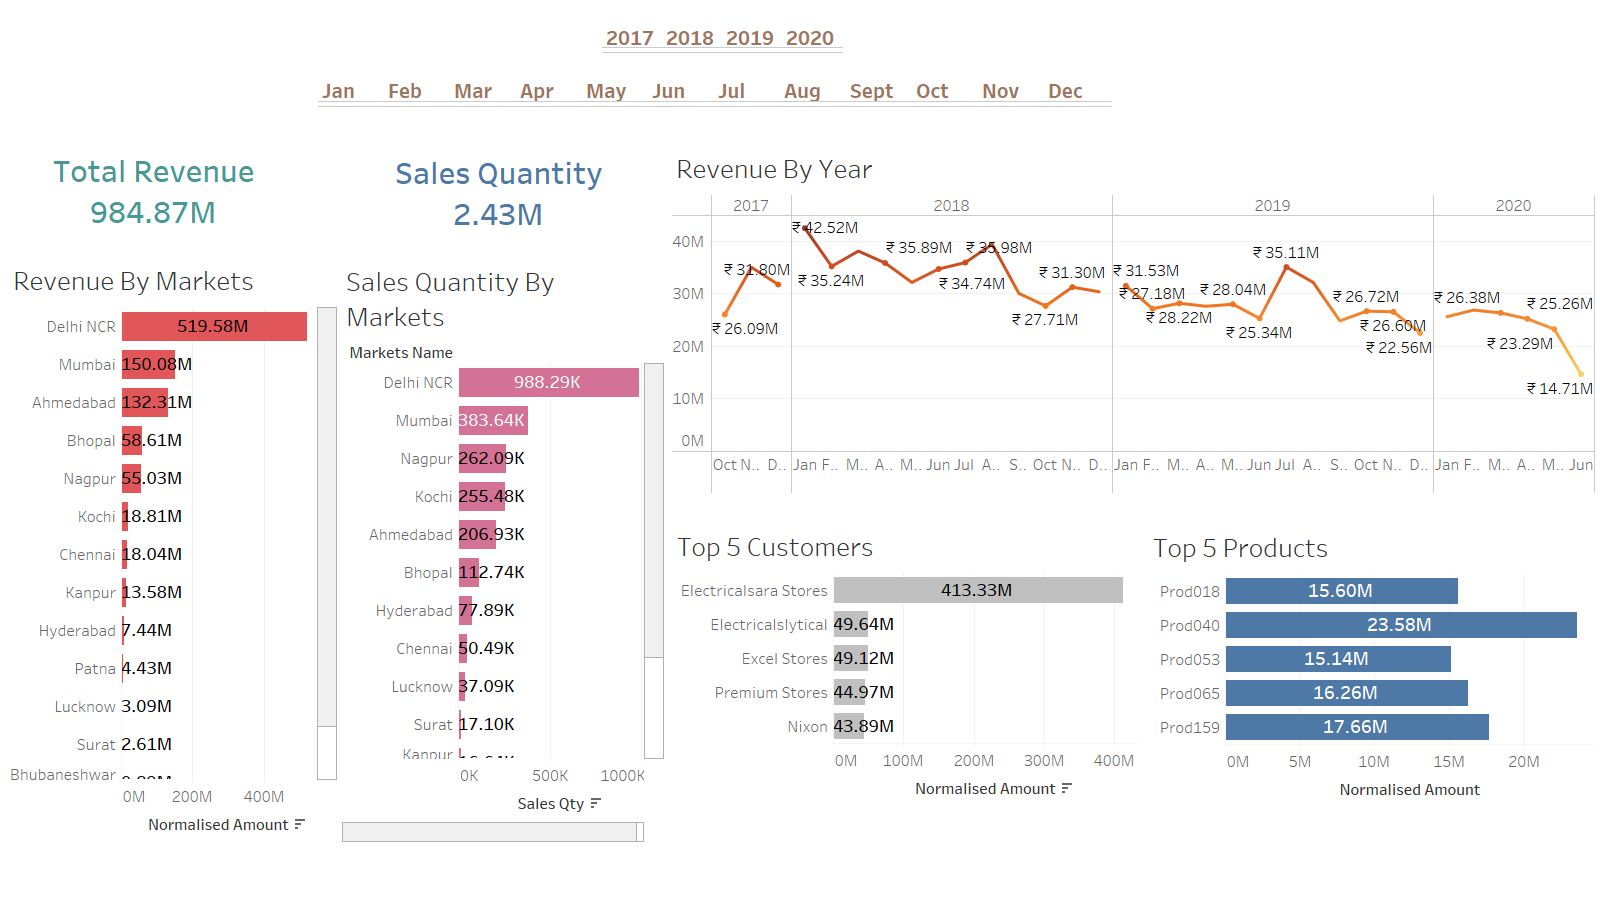 2017 2018 2019 2020
Jan Feb Mar Apr May Jun Jul Aug Sept Oct Nov Dec
Total Revenue
984.87M
Sales Quantity
2.43M
Revenue By Markets
Delhi NCR 519.58M
Mumbai 150.08M
Ahmedabad 132.31M
Bhopal 58.61M
Nagpur 55.03M
Kochi 18.81M
Chennai 18.04M
Kanpur 13.58M
Hyderabad 7.44M
Patna 4.43M
Lucknow 3.09M
Surat 2.61M
Bhubaneshwar
0M 200M 400M
Normalised Amount
Sales Quantity By
Markets
Markets Name
Delhi NCR 988.29K
Mumbai 383.64K
Nagpur 262.09K
Kochi 255.48K
Ahmedabad 206.93K
Bhopal 112.74K
Hyderabad 77.89K
Chennai 50.49K
Lucknow 37.09K
Surat 17.10K
Kanpur
0K 500K 1000K
Sales Qty
Revenue By Year
2017 2018 2019 2020
40M
30M
20M
10M
0M
₹ 26.09M
₹ 31.80M
₹ 42.52M
₹ 35.24M
₹ 35.89M
₹ 34.74M
₹ 35.98M
₹ 27.71M
₹ 31.30M
₹ 31.53M
₹ 27.18M
₹ 28.22M
₹ 28.04M
₹ 25.34M
₹ 35.11M
₹ 26.72M
₹ 26.60M
₹ 22.56M
₹ 26.38M
₹ 23.29M
₹ 25.26M
₹ 14.71M
Oct N.. D.. Jan F.. M.. A.. M.. Jun Jul A.. S.. Oct N.. D.. Jan F.. M.. A.. M.. Jun Jul A.. S.. Oct N.. D.. Jan F.. M.. A.. M.. Jun
Top 5 Customers
Electricalsara Stores 413.33M
Electricalslytical 49.64M
Excel Stores 49.12M
Premium Stores 44.97M
Nixon 43.89M
0M 100M 200M 300M 400M
Normalised Amount
Top 5 Products
Prod018 15.60M
Prod040 23.58M
Prod053 15.14M
Prod065 16.26M
Prod159 17.66M
0M 5M 10M 15M 20M
Normalised Amount